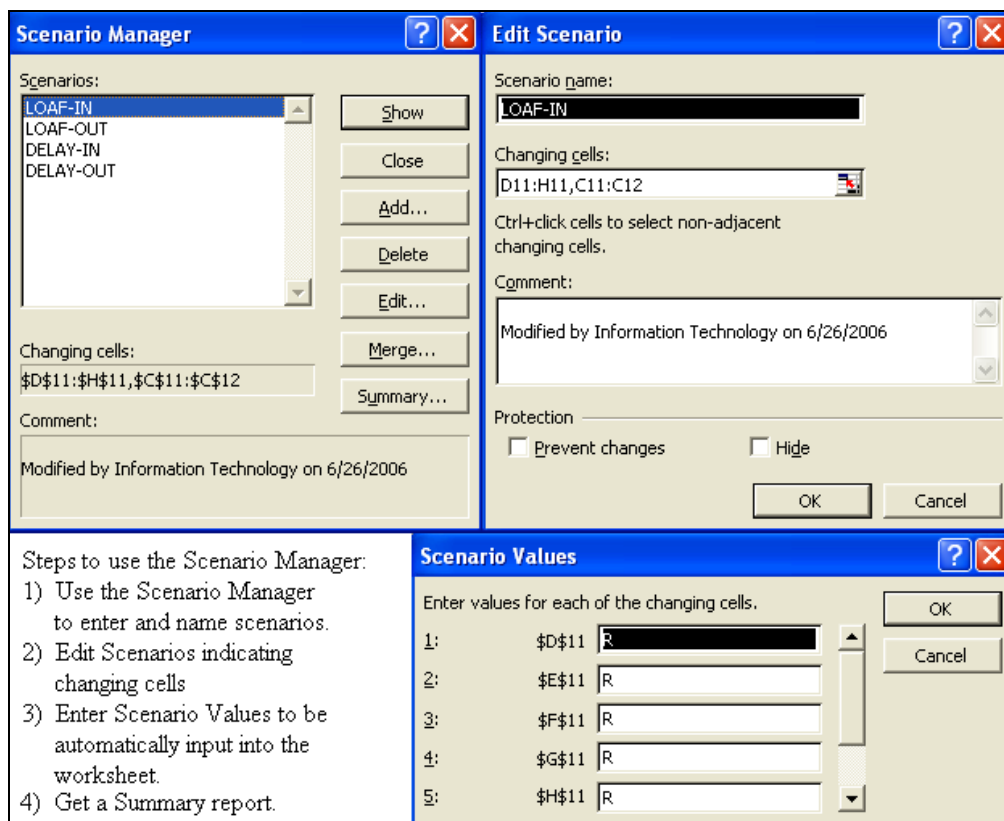 Scenario Manager
Scenarios:
LOAF-IN
LOAF-OUT
DELAY-IN
DELAY-OUT
Show
Close
Add...
Delete
Edit...
Merge...
Summary...
Changing cells:
$D$11:$H$11,$C$11:$C$12
Comment:
Modified by Information Technology on 6/26/2006
Edit Scenario
Scenario name:
LOAF-IN
Changing cells:
D11:H11,C11:C12
Ctrl+click cells to select non-adjacent
changing cells.
Comment:
Modified by Information Technology on 6/26/2006
Protection
Prevent changes
Hide
OK
Cancel
Steps to use the Scenario Manager:
1) Use the Scenario Manager
to enter and name scenarios.
2) Edit Scenarios indicating
changing cells
3) Enter Scenario Values to be
automatically input into the
worksheet.
4) Get a Summary report.
Scenario Values
Enter values for each of the changing cells.
1: $D$11 R
2: $E$11 R
3: $F$11 R
4: $G$11 R
5: $H$11 R
OK
Cancel